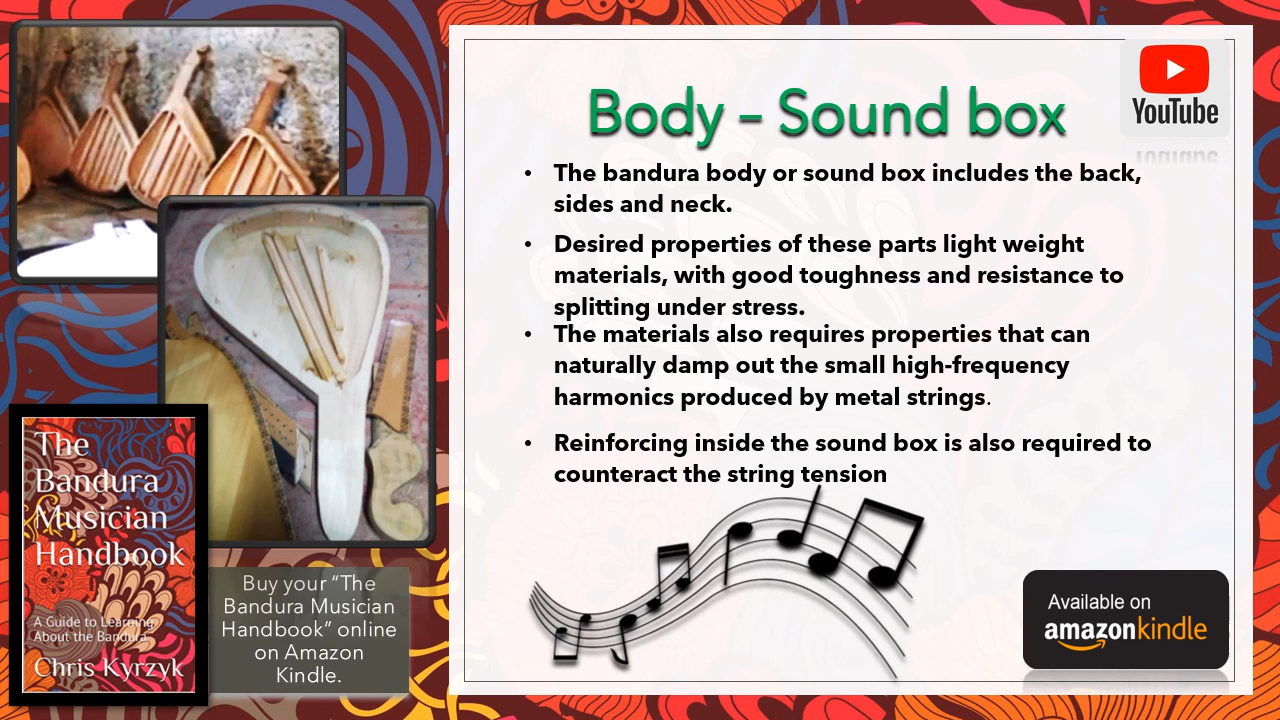 Body – Sound box
YouTube
• The bandura body or sound box includes the back,
sides and neck.
• Desired properties of these parts light weight
materials, with good toughness and resistance to
splitting under stress.
• The materials also requires properties that can
naturally damp out the small high-frequency
harmonics produced by metal strings.
• Reinforcing inside the sound box is also required to
counteract the string tension
The
Bandura
Musician
Handbook
A Guide to Learning
About the Bandura
Chris Kyrzyk
Buy your “The
Bandura Musician
Handbook” online
on Amazon
Kindle.
Available on
amazonkindle